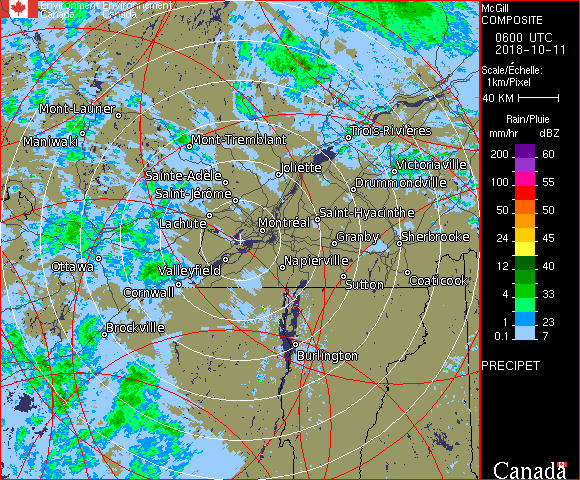 Environment Environnement
Canada Canada
McGill
COMPOSITE
0600 UTC
2018-10-11
Scale/Échelle:
1km/Pixel
40 KM
Rain/Pluie
mm/hr dBZ
200 60
100 55
50 50
24 45
12 40
4 33
1 23
0.1 7
PRECIPET
Canada
Mont-Laurier
Maniwaki
Mont-Tremblant
Trois-Rivières
Sainte-Adèle
Joliette
Victoriaville
Saint-Jérôme
Drummondville
Lachute
Montréal
Saint-Hyacinthe
Granby
Sherbrooke
Ottawa
Valleyfield
Napierville
Cornwall
Sutton
Coaticook
Brockville
Burlington